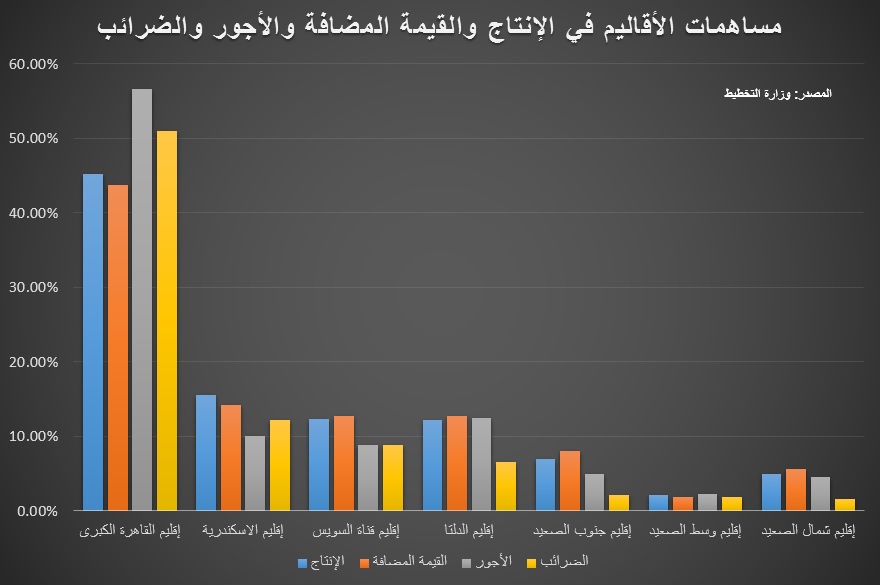 مساهمات الأقاليم في الإنتاج والقيمة المضافة والأجور والضرائب
المصدر: وزارة التخطيط
60.00%
50.00%
40.00%
30.00%
20.00%
10.00%
0.00%
إقليم القاهرة الكبرى
إقليم الاسكندرية
إقليم قناة السويس
إقليم الدلتا
إقليم جنوب الصعيد
إقليم وسط الصعيد
إقليم شمال الصعيد
الإنتاج
القيمة المضافة
الأجور
الضرائب